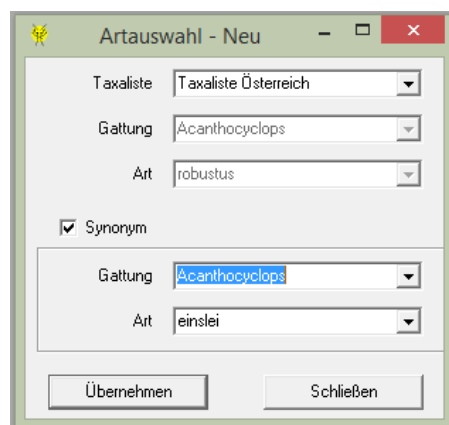 Artauswahl - Neu
Taxaliste Taxaliste Österreich
Gattung Acanthocyclops
Art robustus
Synonym
Gattung Acanthocyclops
Art einslei
Übernehmen Schließen